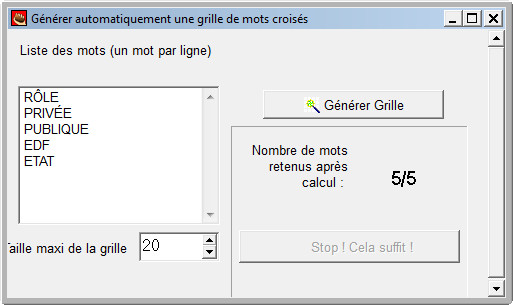 Générer automatiquement une grille de mots croisés
Liste des mots (un mot par ligne)
RÔLE
PRIVÉE
PUBLIQUE
EDF
ETAT
Taille maxi de la grille
20
Générer Grille
Nombre de mots
retenus après
calcul :
5/5
Stop ! Cela suffit !